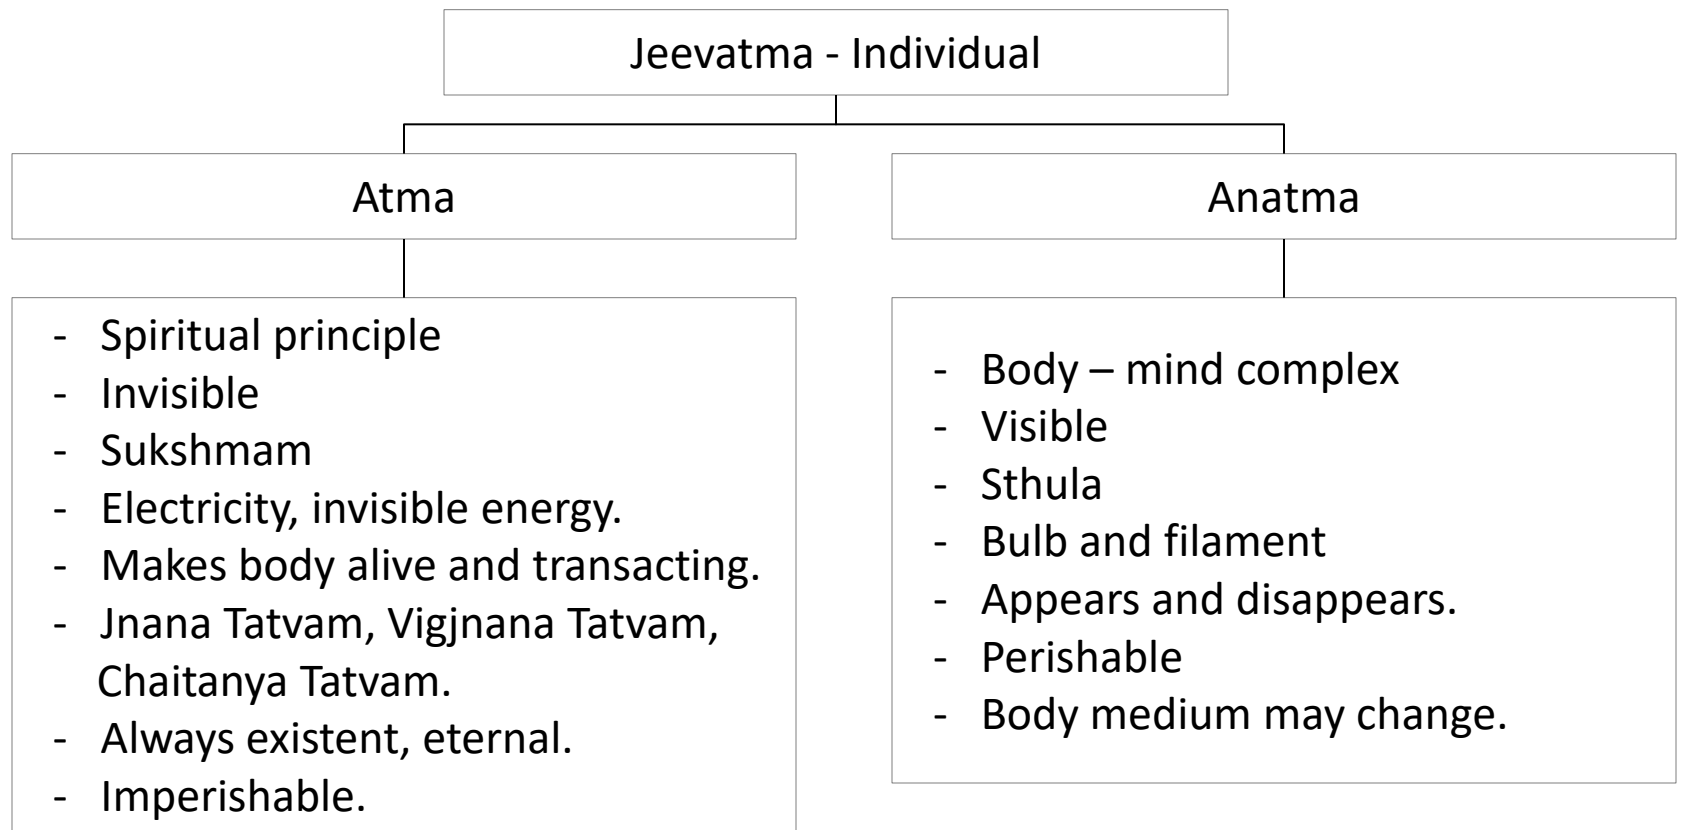 Jeevatma - Individual
Atma
Anatma
- Spiritual principle
- Invisible
- Sukshmam
- Electricity, invisible energy.
- Makes body alive and transacting.
- Jnana Tatvam, Vigjnana Tatvam,
Chaitanya Tatvam.
- Always existent, eternal.
- Imperishable.
- Body – mind complex
- Visible
- Sthula
- Bulb and filament
- Appears and disappears.
- Perishable
- Body medium may change.